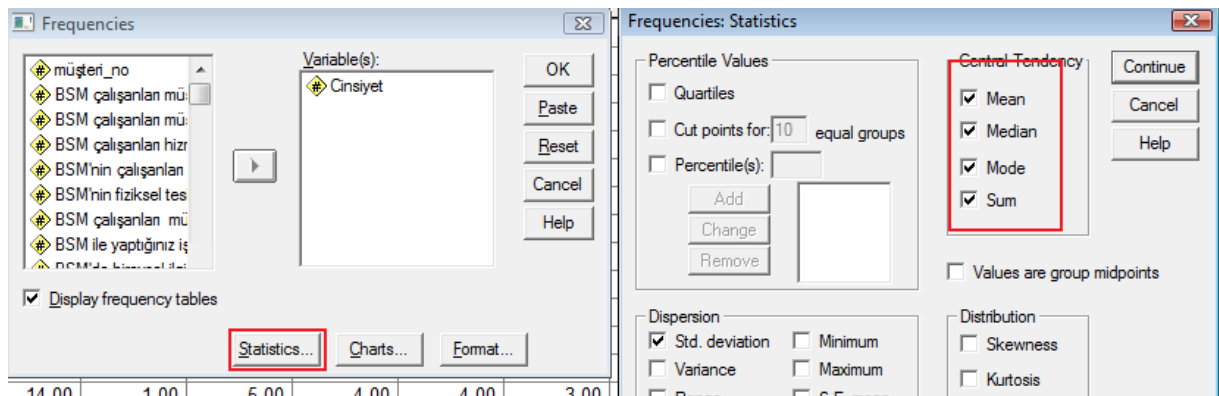 Frequencies
müşteri_no
BSM çalışanları mü
BSM çalışanları mü
BSM çalışanları hizr
BSM'nin çalışanları
BSM'nin fiziksel tes
BSM çalışanları mü
BSM ile yaptığınız iş
Variable(s):
Cinsiyet
OK
Paste
Reset
Cancel
Help
Display frequency tables
Statistics...
Charts...
Format...
14,00 1,00 6,00 4,00 4,00 3,00
Frequencies: Statistics
Percentile Values
Quartiles
Cut points for: 10 equal groups
Percentile(s):
Add
Change
Remove
Central Tendency
Mean
Median
Mode
Sum
Continue
Cancel
Help
Values are group midpoints
Dispersion
Std. deviation
Minimum
Variance
Maximum
Distribution
Skewness
Kurtosis